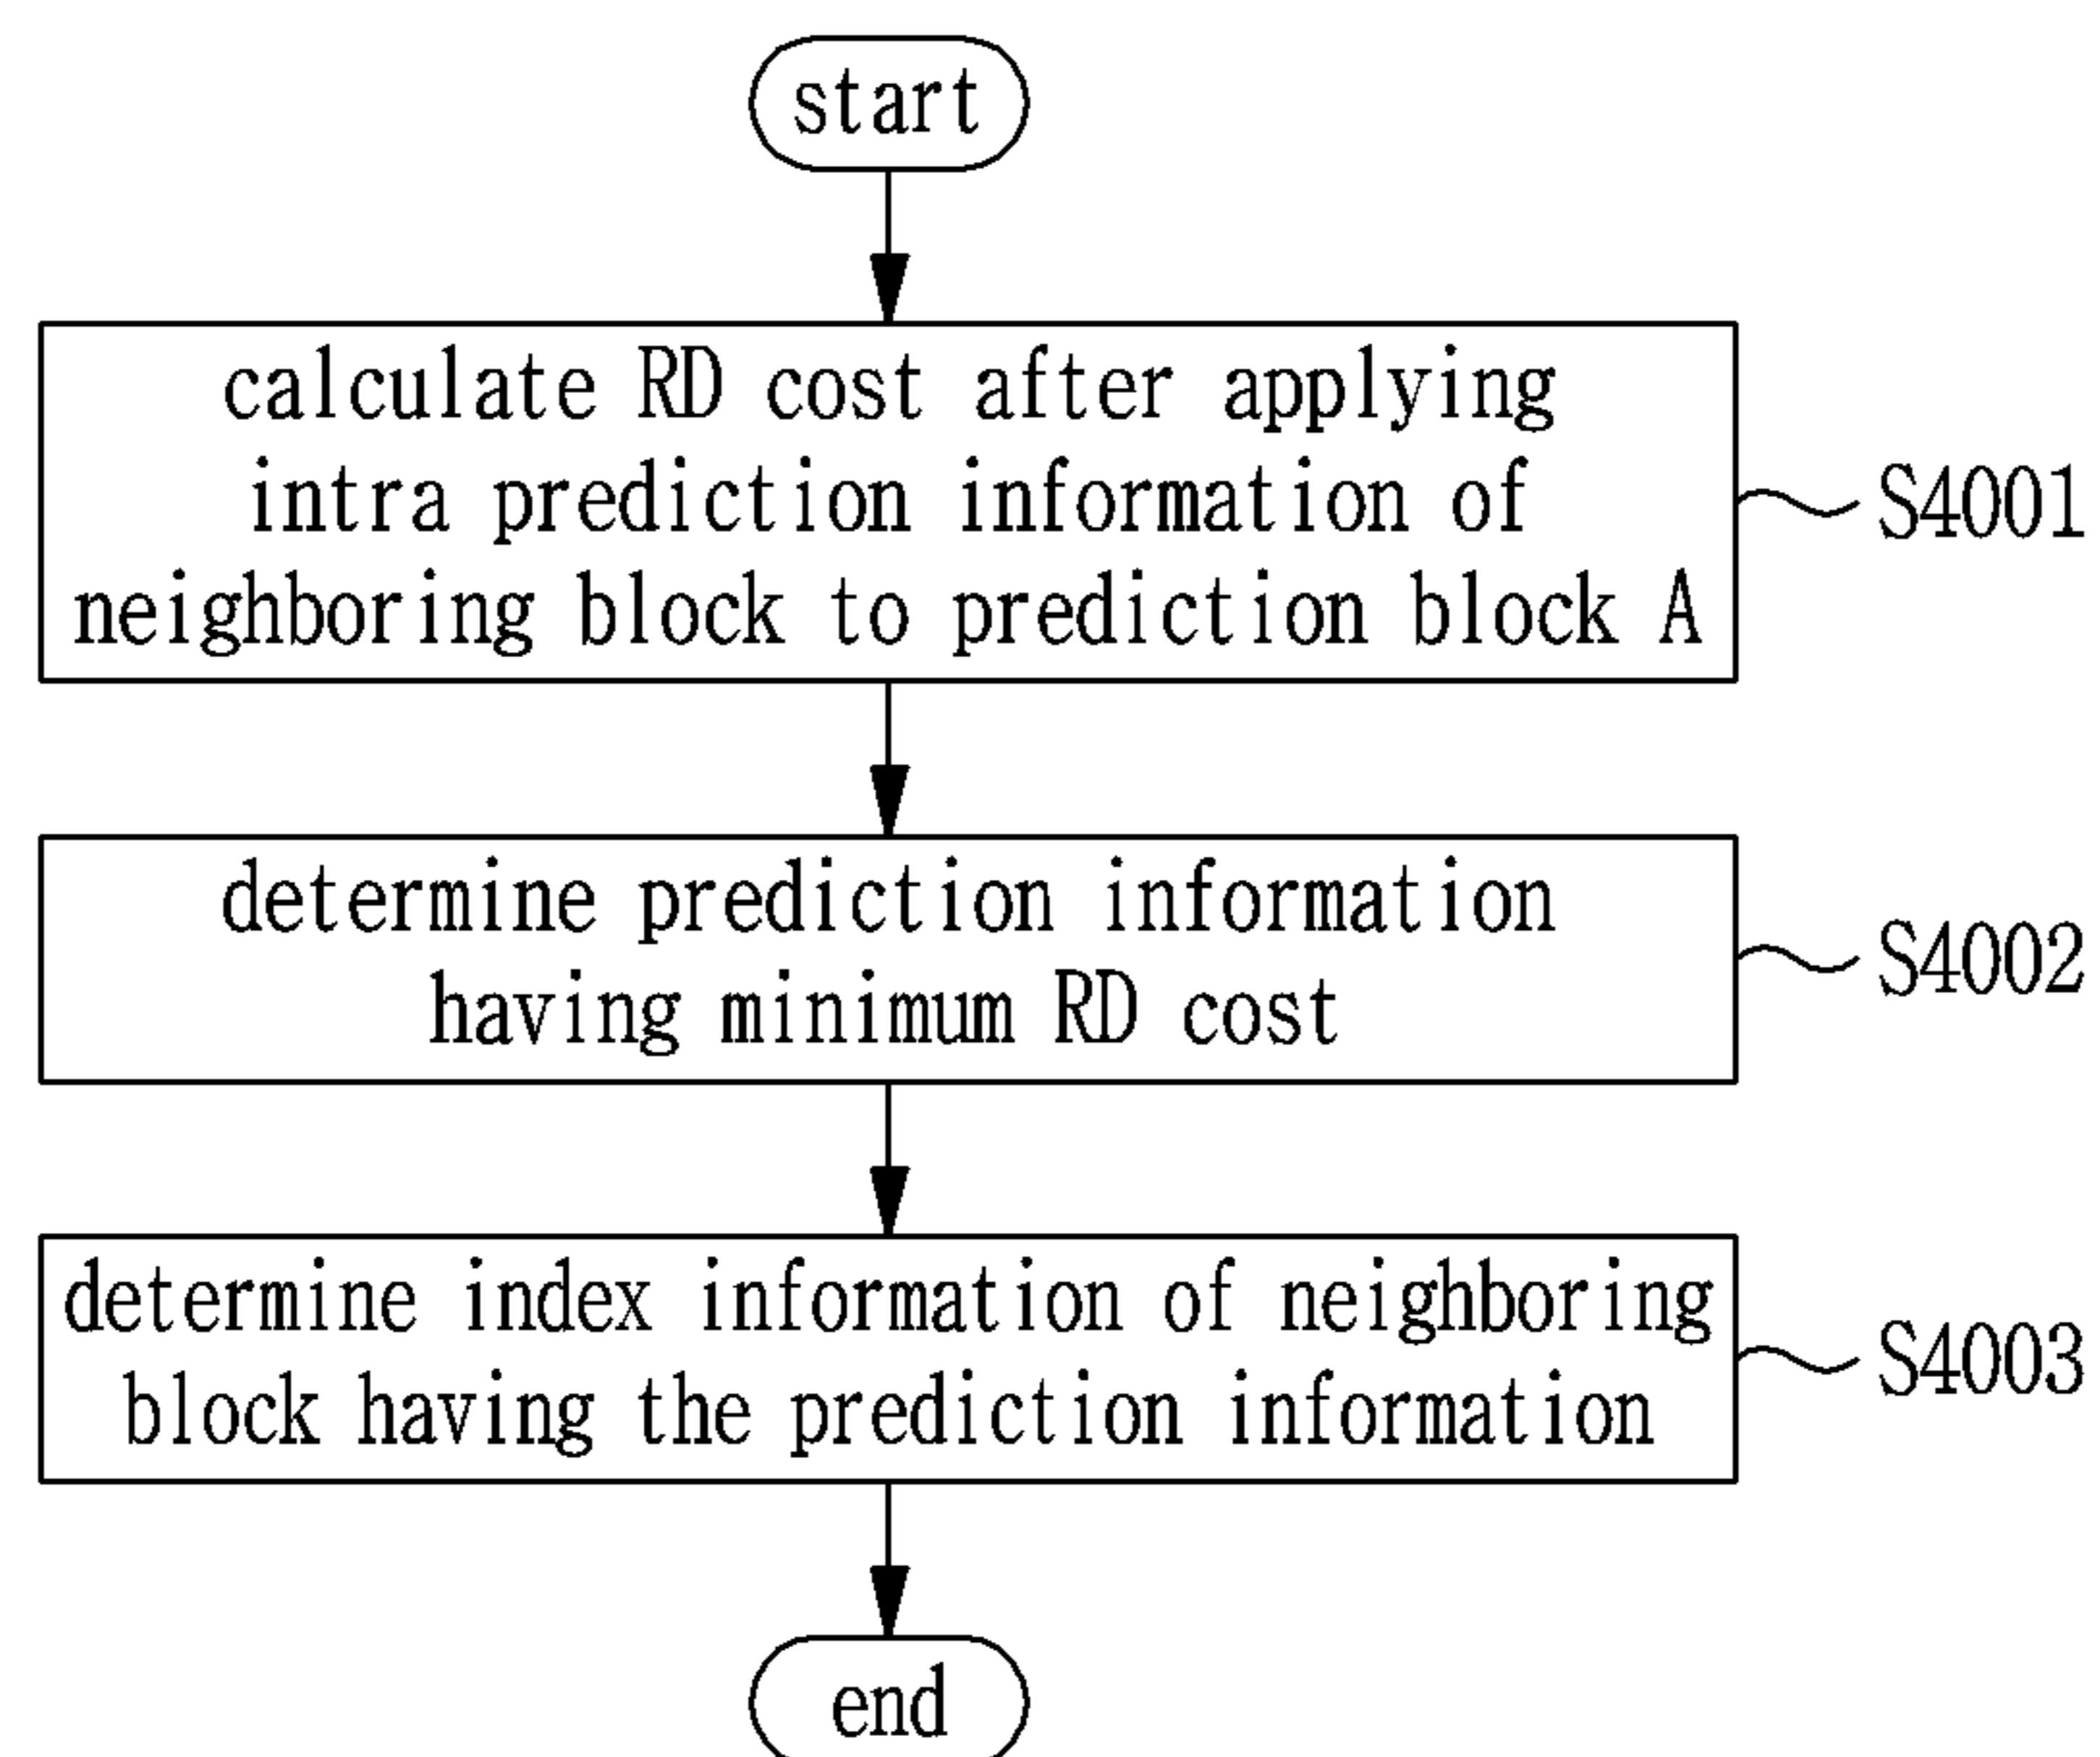 start
calculate RD cost after applying
intra prediction information of
neighboring block to prediction block A
S4001
determine prediction information
having minimum RD cost
S4002
determine index information of neighboring
block having the prediction information
S4003
end